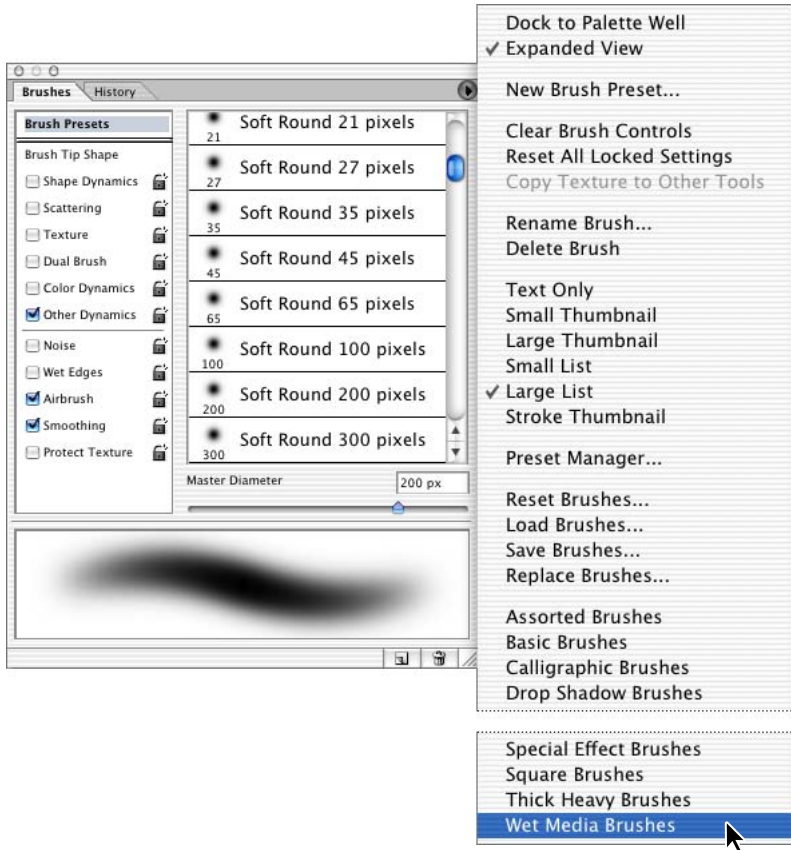 Brushes
History
Brush Presets
Brush Tip Shape
Shape Dynamics
Scattering
Texture
Dual Brush
Color Dynamics
Other Dynamics
Noise
Wet Edges
Airbrush
Smoothing
Protect Texture
21 Soft Round 21 pixels
27 Soft Round 27 pixels
35 Soft Round 35 pixels
45 Soft Round 45 pixels
65 Soft Round 65 pixels
100 Soft Round 100 pixels
200 Soft Round 200 pixels
300 Soft Round 300 pixels
Master Diameter 200 px
Dock to Palette Well
Expanded View
New Brush Preset...
Clear Brush Controls
Reset All Locked Settings
Copy Texture to Other Tools
Rename Brush...
Delete Brush
Text Only
Small Thumbnail
Large Thumbnail
Small List
Large List
Stroke Thumbnail
Preset Manager...
Reset Brushes...
Load Brushes...
Save Brushes...
Replace Brushes...
Assorted Brushes
Basic Brushes
Calligraphic Brushes
Drop Shadow Brushes
Special Effect Brushes
Square Brushes
Thick Heavy Brushes
Wet Media Brushes